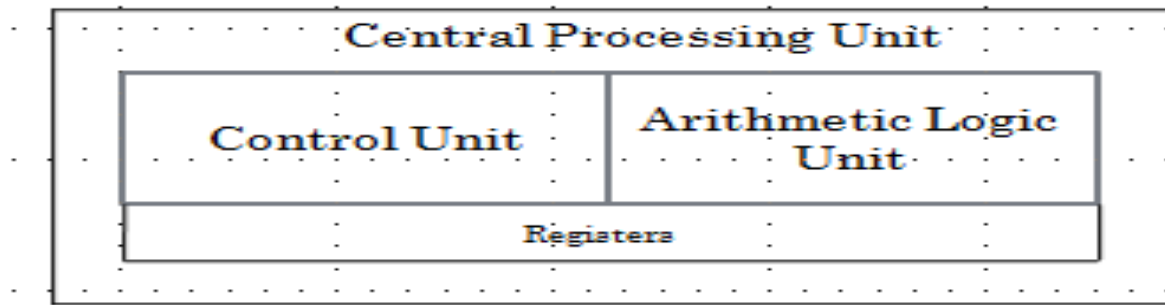 Central Processing Unit
Control Unit
Arithmetic Logic
Unit
Registers